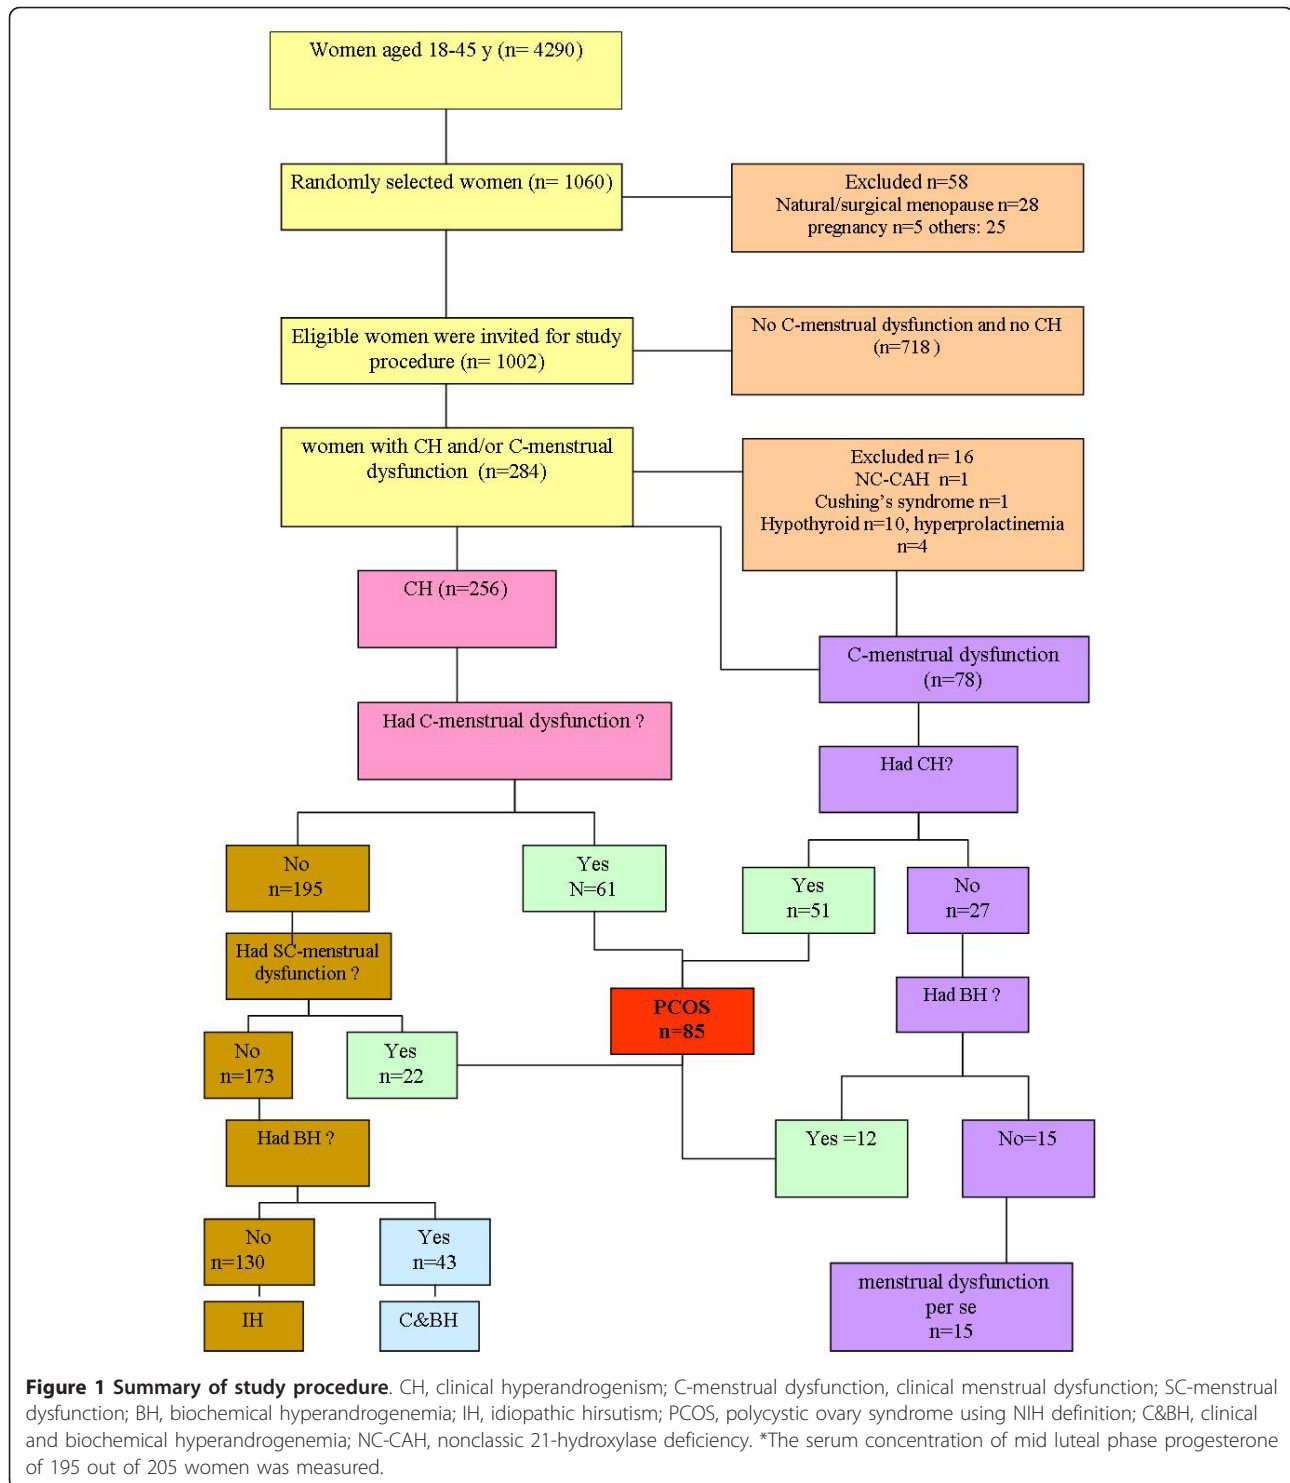 Women aged 18-45 y (n= 4290)
Randomly selected women (n= 1060)
Excluded n=58
Natural/surgical menopause n=28
pregnancy n=5 others: 25
Eligible women were invited for study
procedure (n= 1002)
No C-menstrual dysfunction and no CH
(n=718 )
women with CH and/or C-menstrual
dysfunction (n=284)
Excluded n= 16
NC-CAH n=1
Cushing's syndrome n=1
Hypothyroid n=10, hyperprolactinemia
n=4
CH (n=256)
C-menstrual dysfunction
(n=78)
Had C-menstrual dysfunction ?
Had CH?
No
n=195
Yes
N=61
Yes
n=51
No
n=27
Had SC-menstrual
dysfunction ?
PCOS
n=85
Had BH ?
No
n=173
Yes
n=22
Had BH ?
Yes =12
No=15
No
n=130
Yes
n=43
menstrual dysfunction
per se
n=15
IH
C&BH
Figure 1 Summary of study procedure. CH, clinical hyperandrogenism; C-menstrual dysfunction, clinical menstrual dysfunction; SC-menstrual
dysfunction; BH, biochemical hyperandrogenemia; IH, idiopathic hirsutism; PCOS, polycystic ovary syndrome using NIH definition; C&BH, clinical
and biochemical hyperandrogenemia; NC-CAH, nonclassic 21-hydroxylase deficiency. *The serum concentration of mid luteal phase progesterone
of 195 out of 205 women was measured.